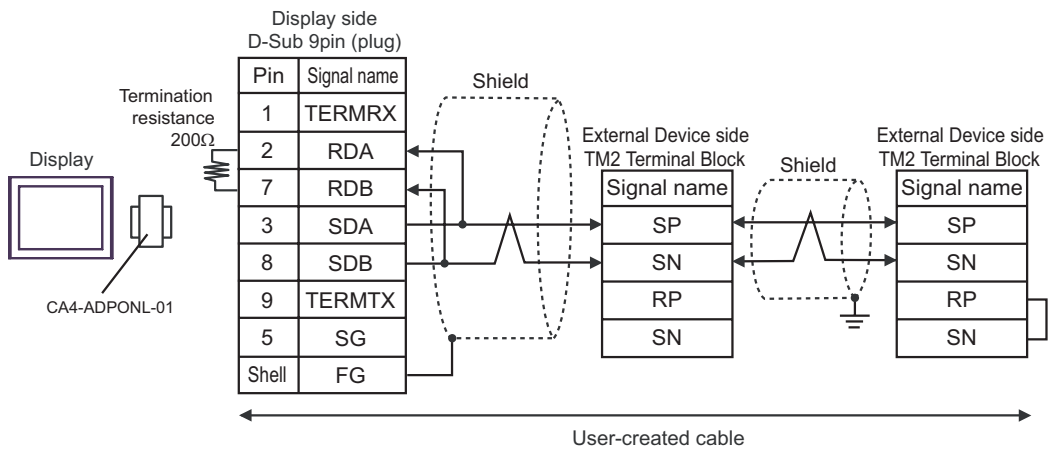 Display side
D-Sub 9pin (plug)
Pin Signal name
1 TERMRX
2 RDA
7 RDB
3 SDA
8 SDB
9 TERMTX
5 SG
Shell FG
Termination
resistance
200Ω
Display
CA4-ADPONL-01
Shield
External Device side
TM2 Terminal Block
Signal name
SP
SN
RP
SN
Shield
External Device side
TM2 Terminal Block
Signal name
SP
SN
RP
SN
User-created cable